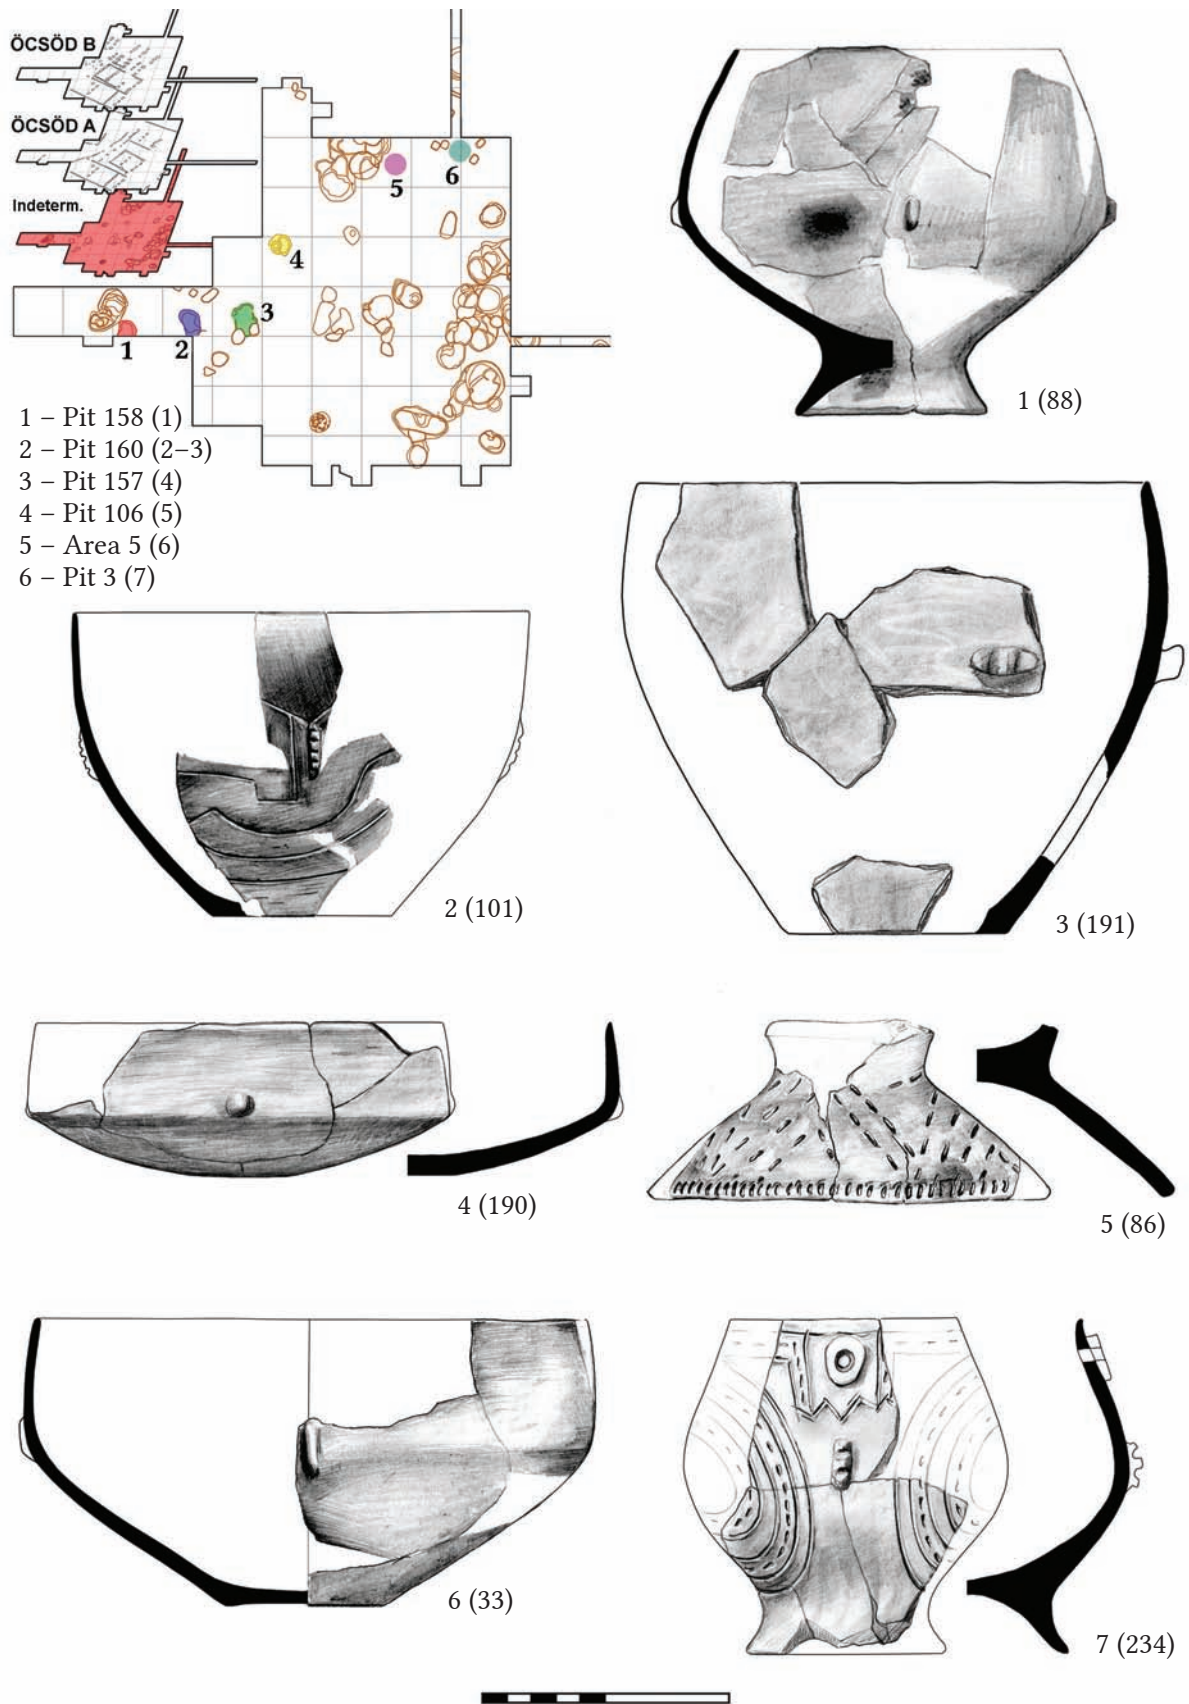 ÖCSÖD B
ÖCSÖD A
Indeterm.
5
6
4
3
1
2
1 – Pit 158 (1)
2 – Pit 160 (2–3)
3 – Pit 157 (4)
4 – Pit 106 (5)
5 – Area 5 (6)
6 – Pit 3 (7)
1 (88)
2 (101)
3 (191)
4 (190)
5 (86)
6 (33)
7 (234)